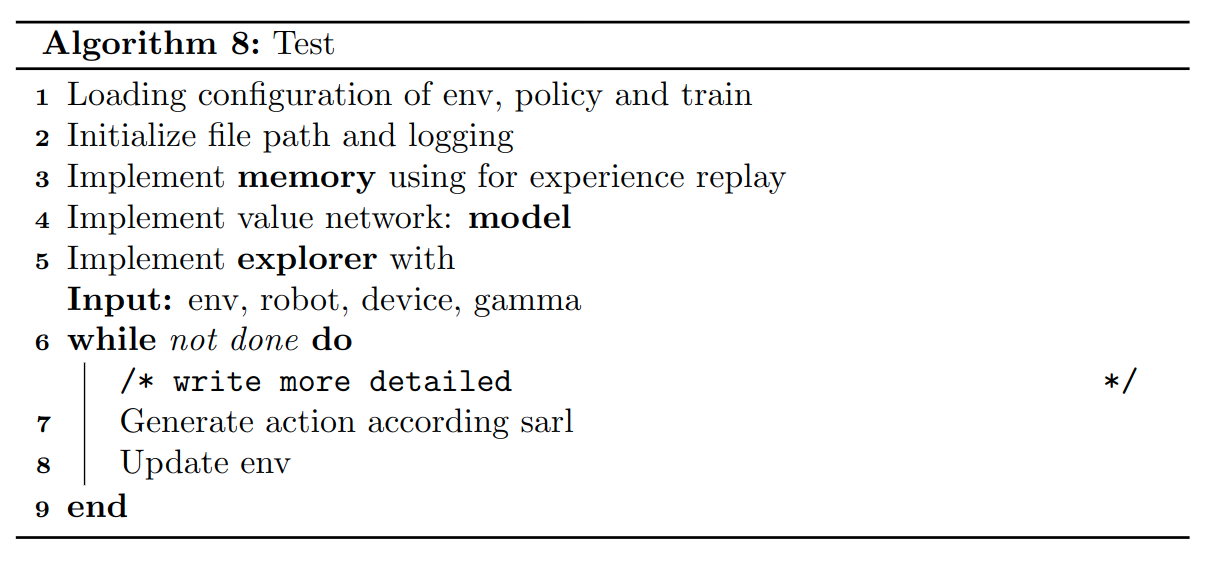 Algorithm 8: Test
1 Loading configuration of env, policy and train
2 Initialize file path and logging
3 Implement memory using for experience replay
4 Implement value network: model
5 Implement explorer with
Input: env, robot, device, gamma
6 while not done do
/* write more detailed */
7 Generate action according sarl
8 Update env
9 end